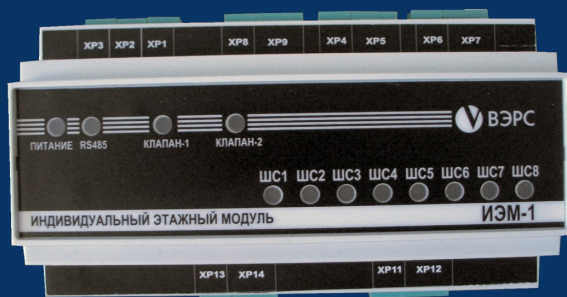 XP3 XP2 XP1 XP8 XP9 XP4 XP5 XP6 XP7
ВЭРС
ПИТАНИЕ RS485 КЛАПАН-1 КЛАПАН-2
ШС1 ШС2 ШС3 ШС4 ШС5 ШС6 ШС7 ШС8
ИНДИВИДУАЛЬНЫЙ ЭТАЖНЫЙ МОДУЛЬ ИЭМ-1
XP13 XP14 XP11 XP12